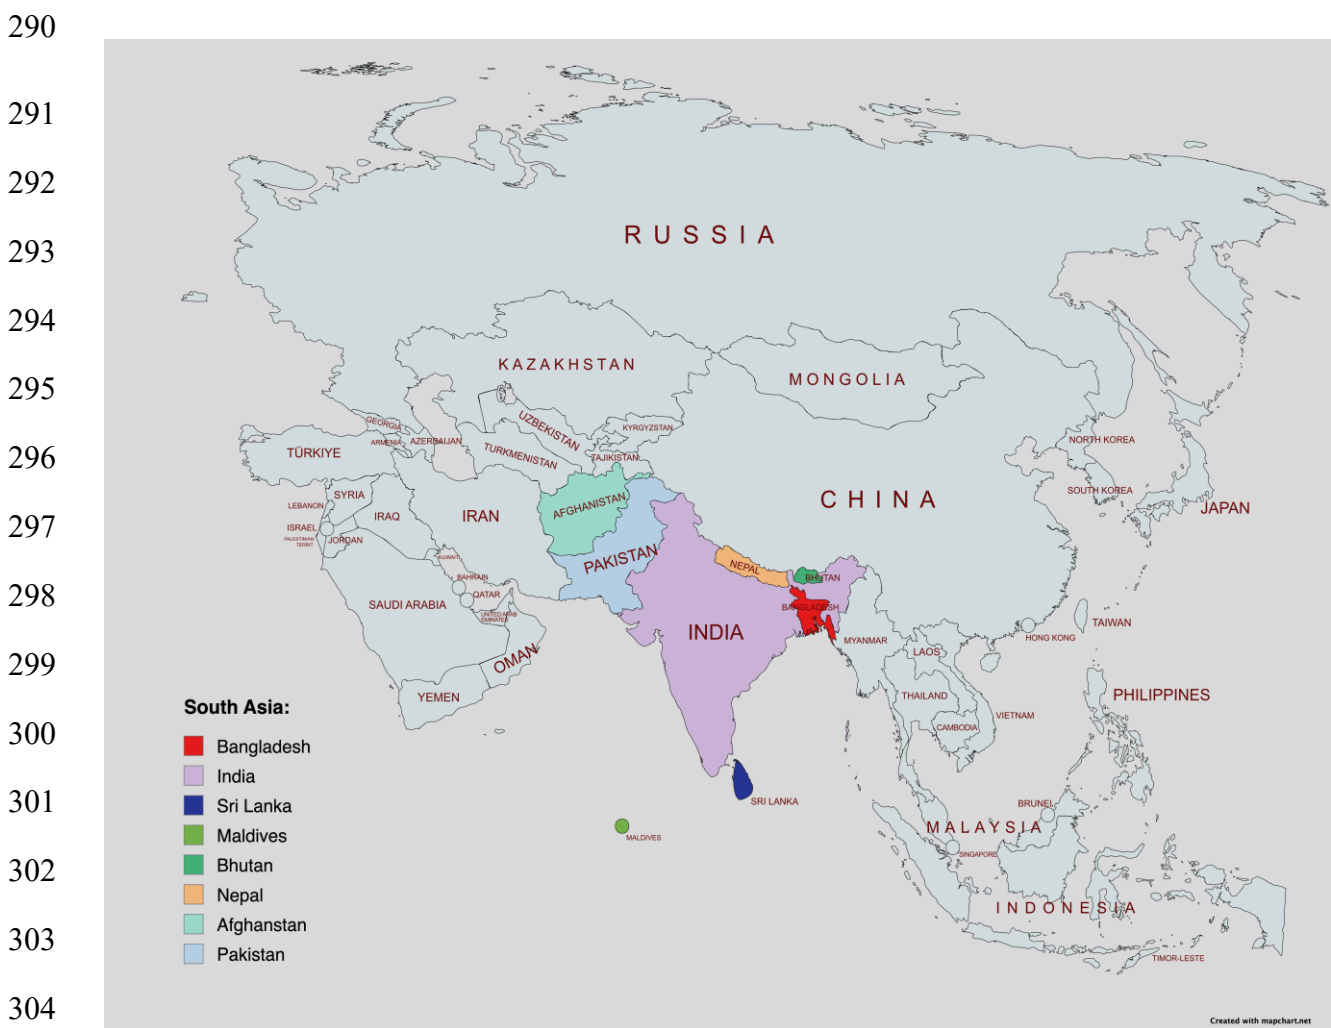 290
291
292
RUSSIA
293
294
KAZAKHSTAN
MONGOLIA
295
UZBEKISTAN
GEORGIA
KYRGYZSTAN
ARMENIA
AZERBAIJAN
NORTH KOREA
296
TÜRKIYE
TURKMENISTAN
TAJIKISTAN
SOUTH KOREA
SYRIA
CHINA
LEBANON
AFGHANISTAN
JAPAN
IRAQ
IRAN
297
ISRAEL
PALESTINIAN
TERRIT.
JORDAN
KUWAIT
PAKISTAN
NEPAL
BAHRAIN
BHUTAN
298
QATAR
SAUDI ARABIA
BANGLADESH
UNITED ARAB
EMIRATES
TAIWAN
INDIA
MYANMAR
HONG KONG
299
OMAN
LAOS
YEMEN
THAILAND
PHILIPPINES
South Asia:
VIETNAM
300
CAMBODIA
Bangladesh
India
301
Sri Lanka
SRI LANKA
BRUNEI
MALAYSIA
Maldives
MALDIVES
SINGAPORE
302
Bhutan
Nepal
INDONESIA
Afghanstan
303
Pakistan
TIMOR-LESTE
304
Created with mapchart.net